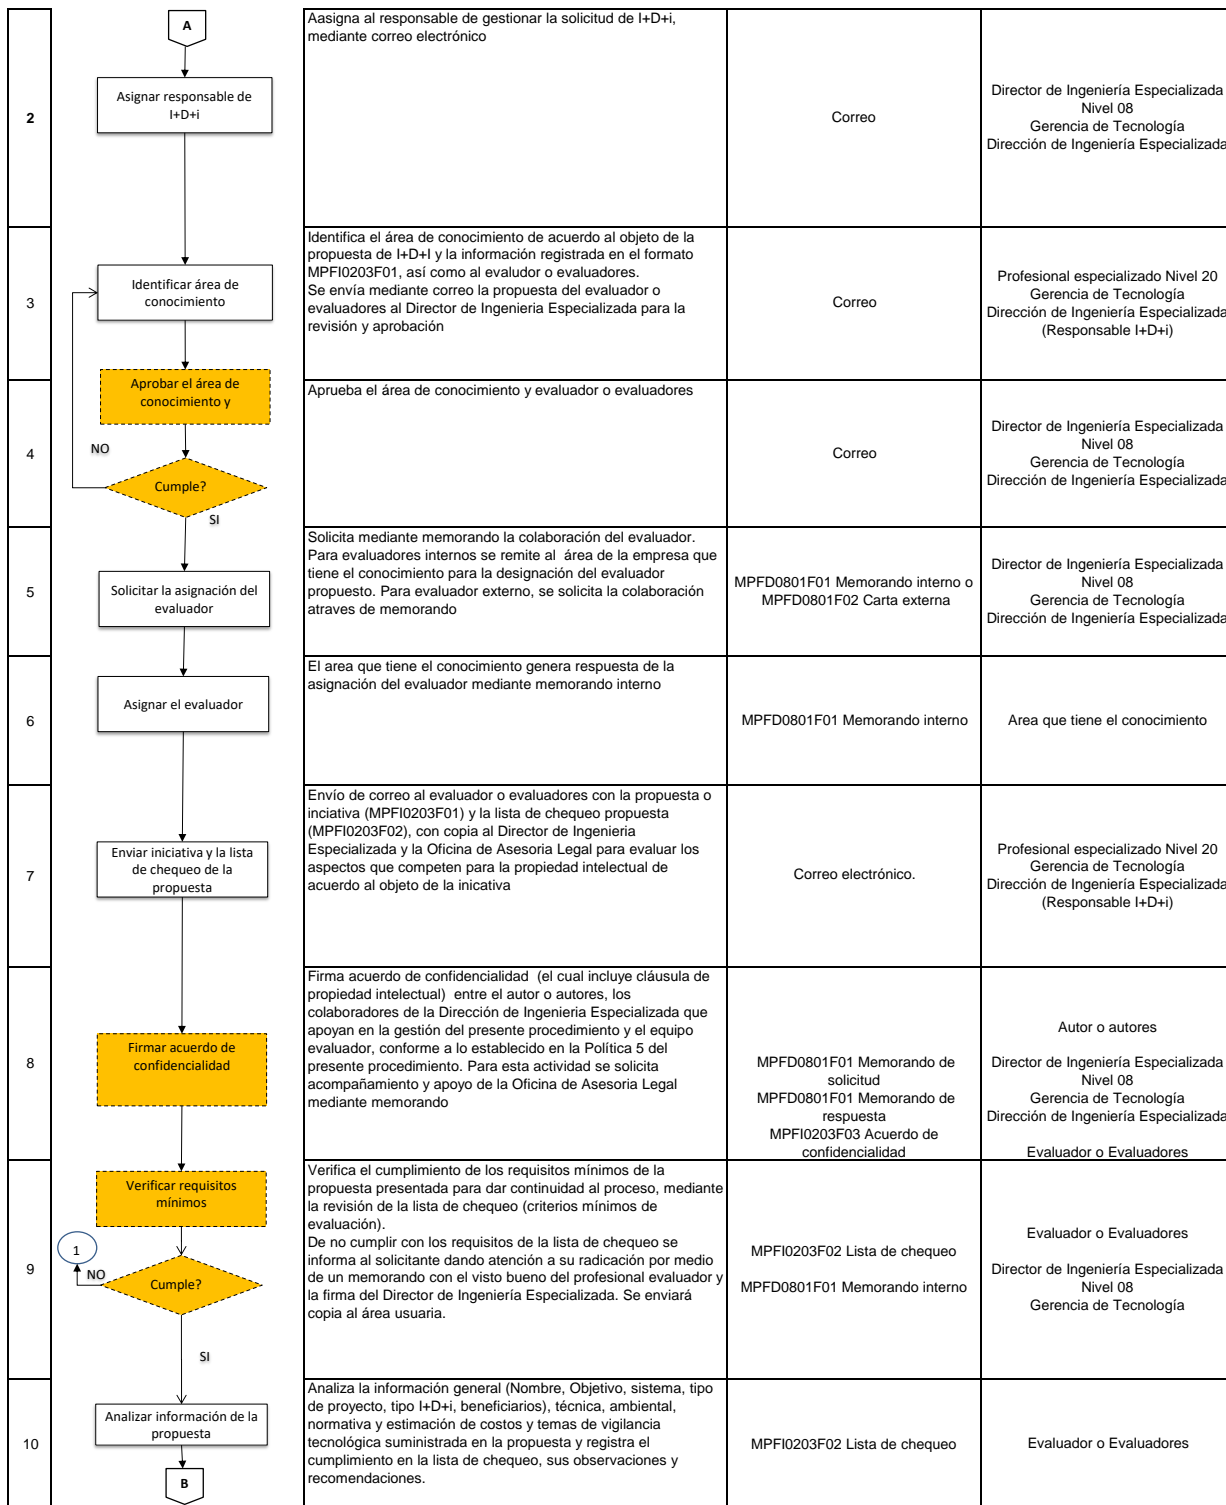 A
Aasigna al responsable de gestionar la solicitud de I+D+i,
mediante correo electrónico
2
Asignar responsable de
I+D+i
Correo
Director de Ingeniería Especializada
Nivel 08
Gerencia de Tecnología
Dirección de Ingeniería Especializada
3
Identificar área de
conocimiento
Identifica el área de conocimiento de acuerdo al objeto de la
propuesta de I+D+I y la información registrada en el formato
MPFI0203F01, así como al evaludor o evaluadores.
Se envía mediante correo la propuesta del evaluador o
evaluadores al Director de Ingenieria Especializada para la
revisión y aprobación
Correo
Profesional especializado Nivel 20
Gerencia de Tecnología
Dirección de Ingeniería Especializada
(Responsable I+D+i)
4
Aprobar el área de
conocimiento y
NO
Cumple?
SI
Aprueba el área de conocimiento y evaluador o evaluadores
Correo
Director de Ingeniería Especializada
Nivel 08
Gerencia de Tecnología
Dirección de Ingeniería Especializada
5
Solicitar la asignación del
evaluador
Solicita mediante memorando la colaboración del evaluador.
Para evaluadores internos se remite al  área de la empresa que
tiene el conocimiento para la designación del evaluador
propuesto. Para evaluador externo, se solicita la colaboración
atraves de memorando
MPFD0801F01 Memorando interno o
MPFD0801F02 Carta externa
Director de Ingeniería Especializada
Nivel 08
Gerencia de Tecnología
Dirección de Ingeniería Especializada
6
Asignar el evaluador
El area que tiene el conocimiento genera respuesta de la
asignación del evaluador mediante memorando interno
MPFD0801F01 Memorando interno
Area que tiene el conocimiento
7
Enviar iniciativa y la lista
de chequeo de la
propuesta
Envío de correo al evaluador o evaluadores con la propuesta o
inciativa (MPFI0203F01) y la lista de chequeo propuesta
(MPFI0203F02), con copia al Director de Ingenieria
Especializada y la Oficina de Asesoria Legal para evaluar los
aspectos que competen para la propiedad intelectual de
acuerdo al objeto de la inicativa
Correo electrónico.
Profesional especializado Nivel 20
Gerencia de Tecnología
Dirección de Ingeniería Especializada
(Responsable I+D+i)
8
Firmar acuerdo de
confidencialidad
Firma acuerdo de confidencialidad  (el cual incluye cláusula de
propiedad intelectual)  entre el autor o autores, los
colaboradores de la Dirección de Ingenieria Especializada que
apoyan en la gestión del presente procedimiento y el equipo
evaluador, conforme a lo establecido en la Política 5 del
presente procedimiento. Para esta actividad se solicita
acompañamiento y apoyo de la Oficina de Asesoria Legal
mediante memorando
MPFD0801F01 Memorando de
solicitud
MPFD0801F01 Memorando de
respuesta
MPFI0203F03 Acuerdo de
confidencialidad
Autor o autores
Director de Ingeniería Especializada
Nivel 08
Gerencia de Tecnología
Dirección de Ingeniería Especializada
Evaluador o Evaluadores
9
Verificar requisitos
mínimos
1
NO
Cumple?
SI
Verifica el cumplimiento de los requisitos mínimos de la
propuesta presentada para dar continuidad al proceso, mediante
la revisión de la lista de chequeo (criterios mínimos de
evaluación).
De no cumplir con los requisitos de la lista de chequeo se
informa al solicitante dando atención a su radicación por medio
de un memorando con el visto bueno del profesional evaluador y
la firma del Director de Ingeniería Especializada. Se enviará
copia al área usuaria.
MPFI0203F02 Lista de chequeo
MPFD0801F01 Memorando interno
Evaluador o Evaluadores
Director de Ingeniería Especializada
Nivel 08
Gerencia de Tecnología
10
Analizar información de la
propuesta
B
Analiza la información general (Nombre, Objetivo, sistema, tipo
de proyecto, tipo I+D+i, beneficiarios), técnica, ambiental,
normativa y estimación de costos y temas de vigilancia
tecnológica suministrada en la propuesta y registra el
cumplimiento en la lista de chequeo, sus observaciones y
recomendaciones.
MPFI0203F02 Lista de chequeo
Evaluador o Evaluadores